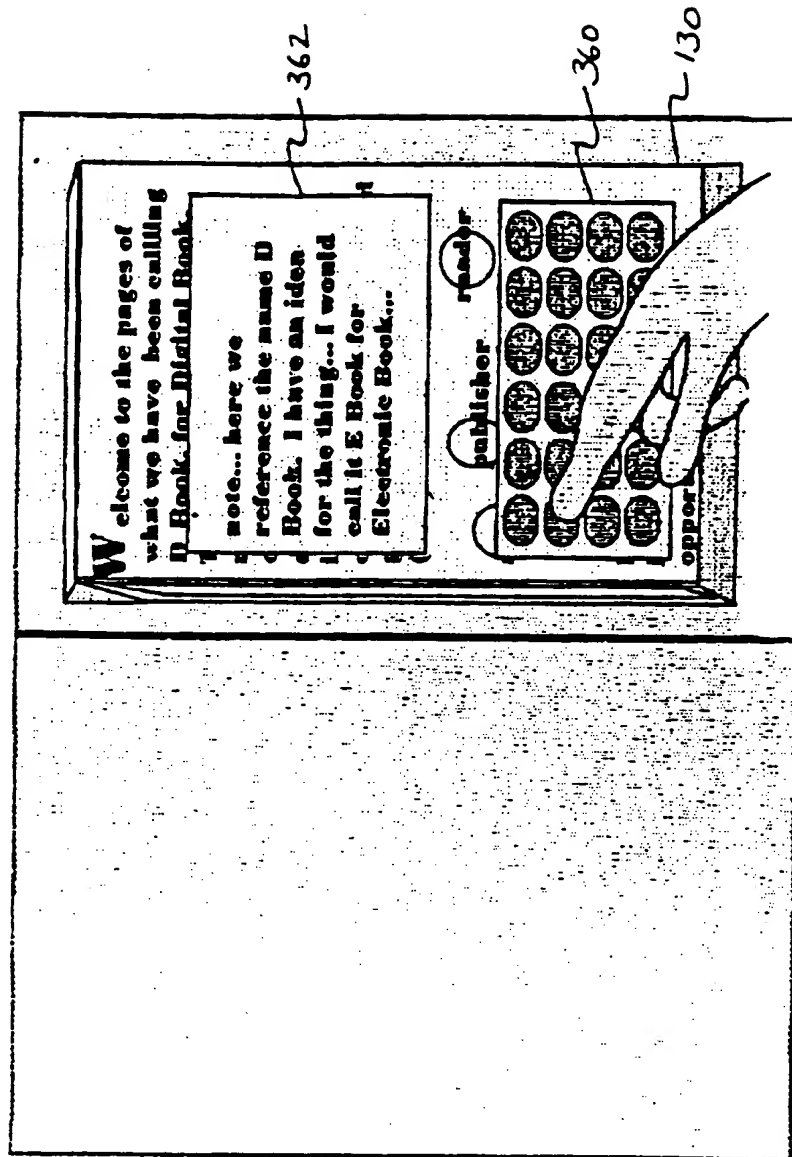 Welcome to the pages of
what we have been callling
D Book, for Digital Book.
note... here we
reference the name D
Book. I have an idea
for the thing... I would
call it E Book for
Electronic Book...
publisher
reader
oppor
362
360
130